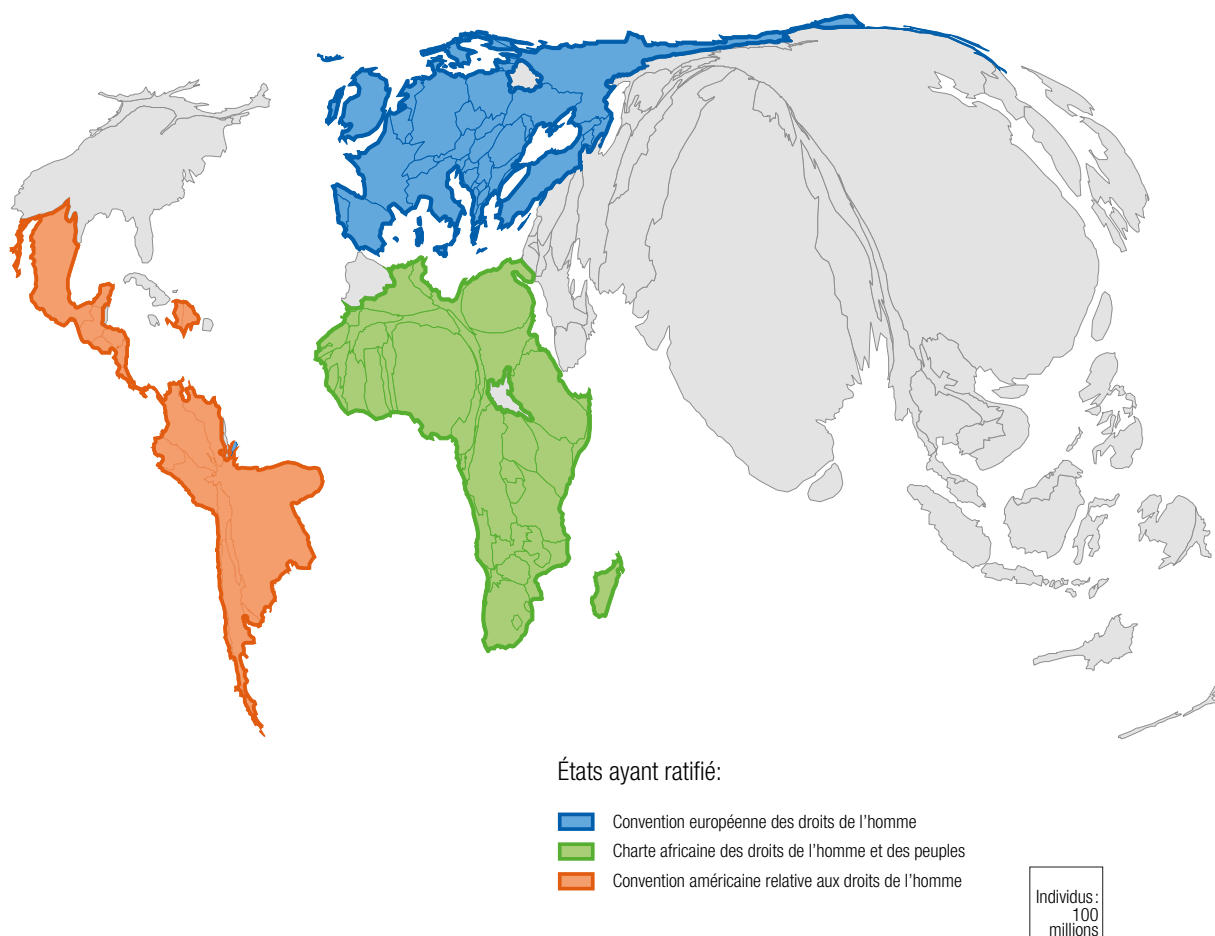 États ayant ratifié:
Convention européenne des droits de l’homme
Charte africaine des droits de l’homme et des peuples
Convention américaine relative aux droits de l’homme
Individus:
100
millions